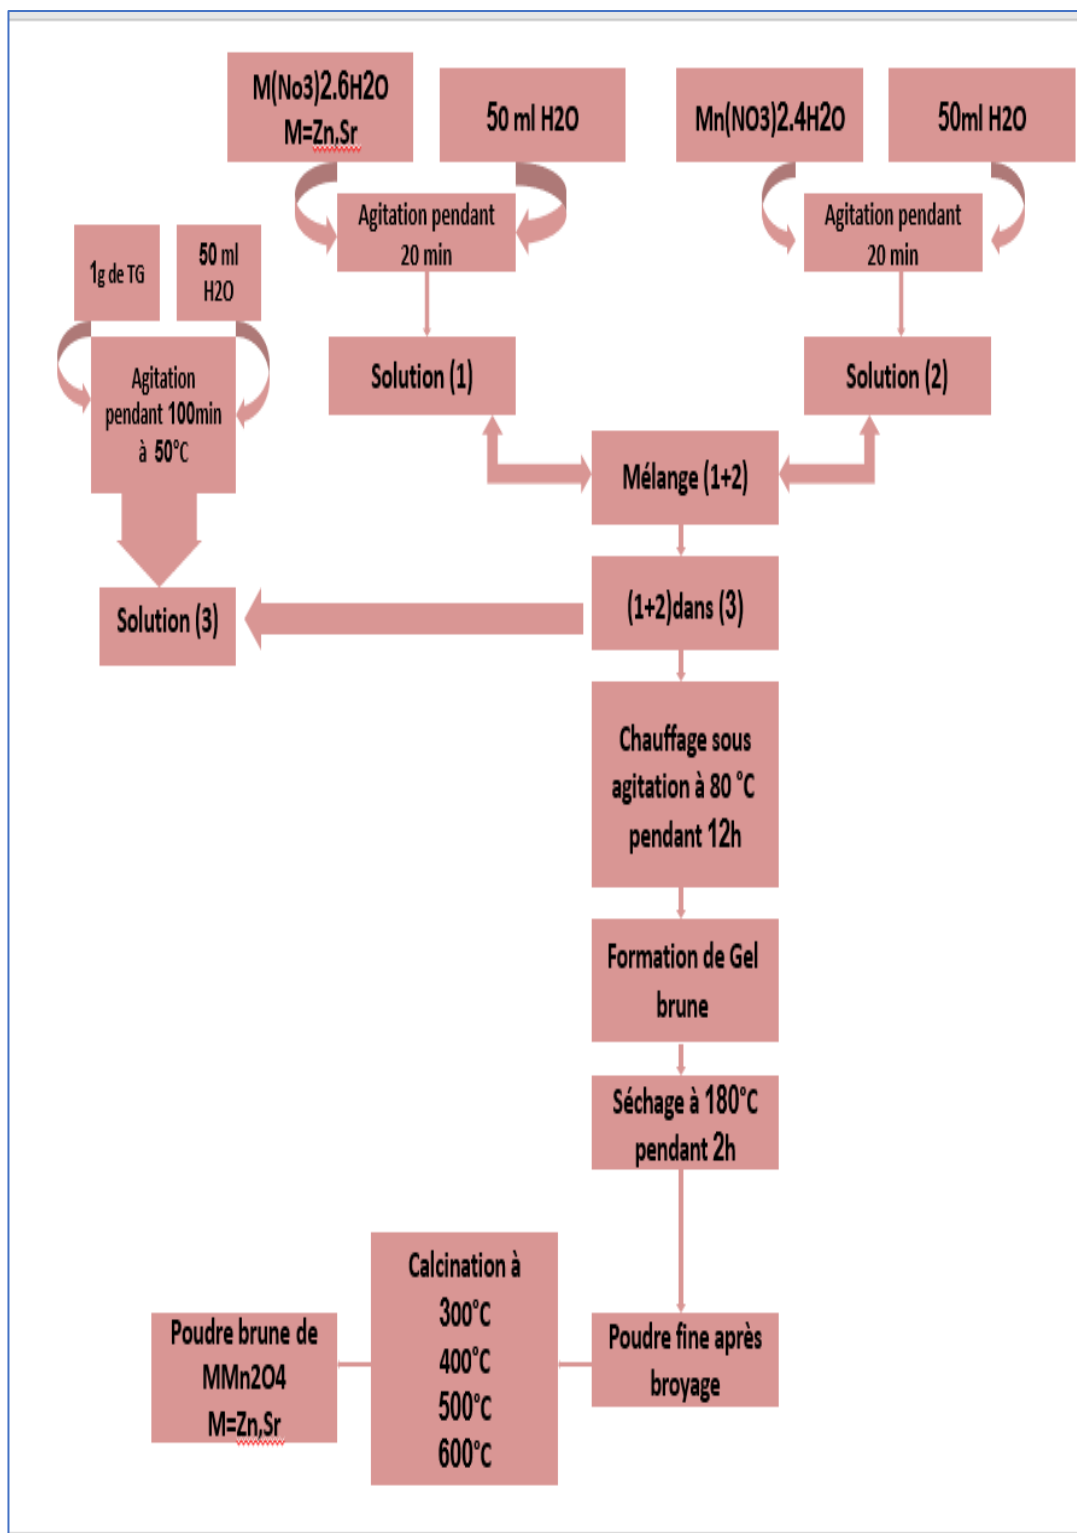 M(No3)2.6H2O
M=Zn,Sr
50 ml H2O
Mn(NO3)2.4H2O
50ml H2O
Agitation pendant
20 min
Agitation pendant
20 min
1g de TG
50 ml
H2O
Agitation
pendant 100min
à 50°C
Solution (1)
Solution (2)
Mélange (1+2)
Solution (3)
(1+2)dans (3)
Chauffage sous
agitation à 80 °C
pendant 12h
Formation de Gel
brune
Séchage à 180°C
pendant 2h
Poudre fine après
broyage
Calcination à
300°C
400°C
500°C
600°C
Poudre brune de
MMn2O4
M=Zn,Sr